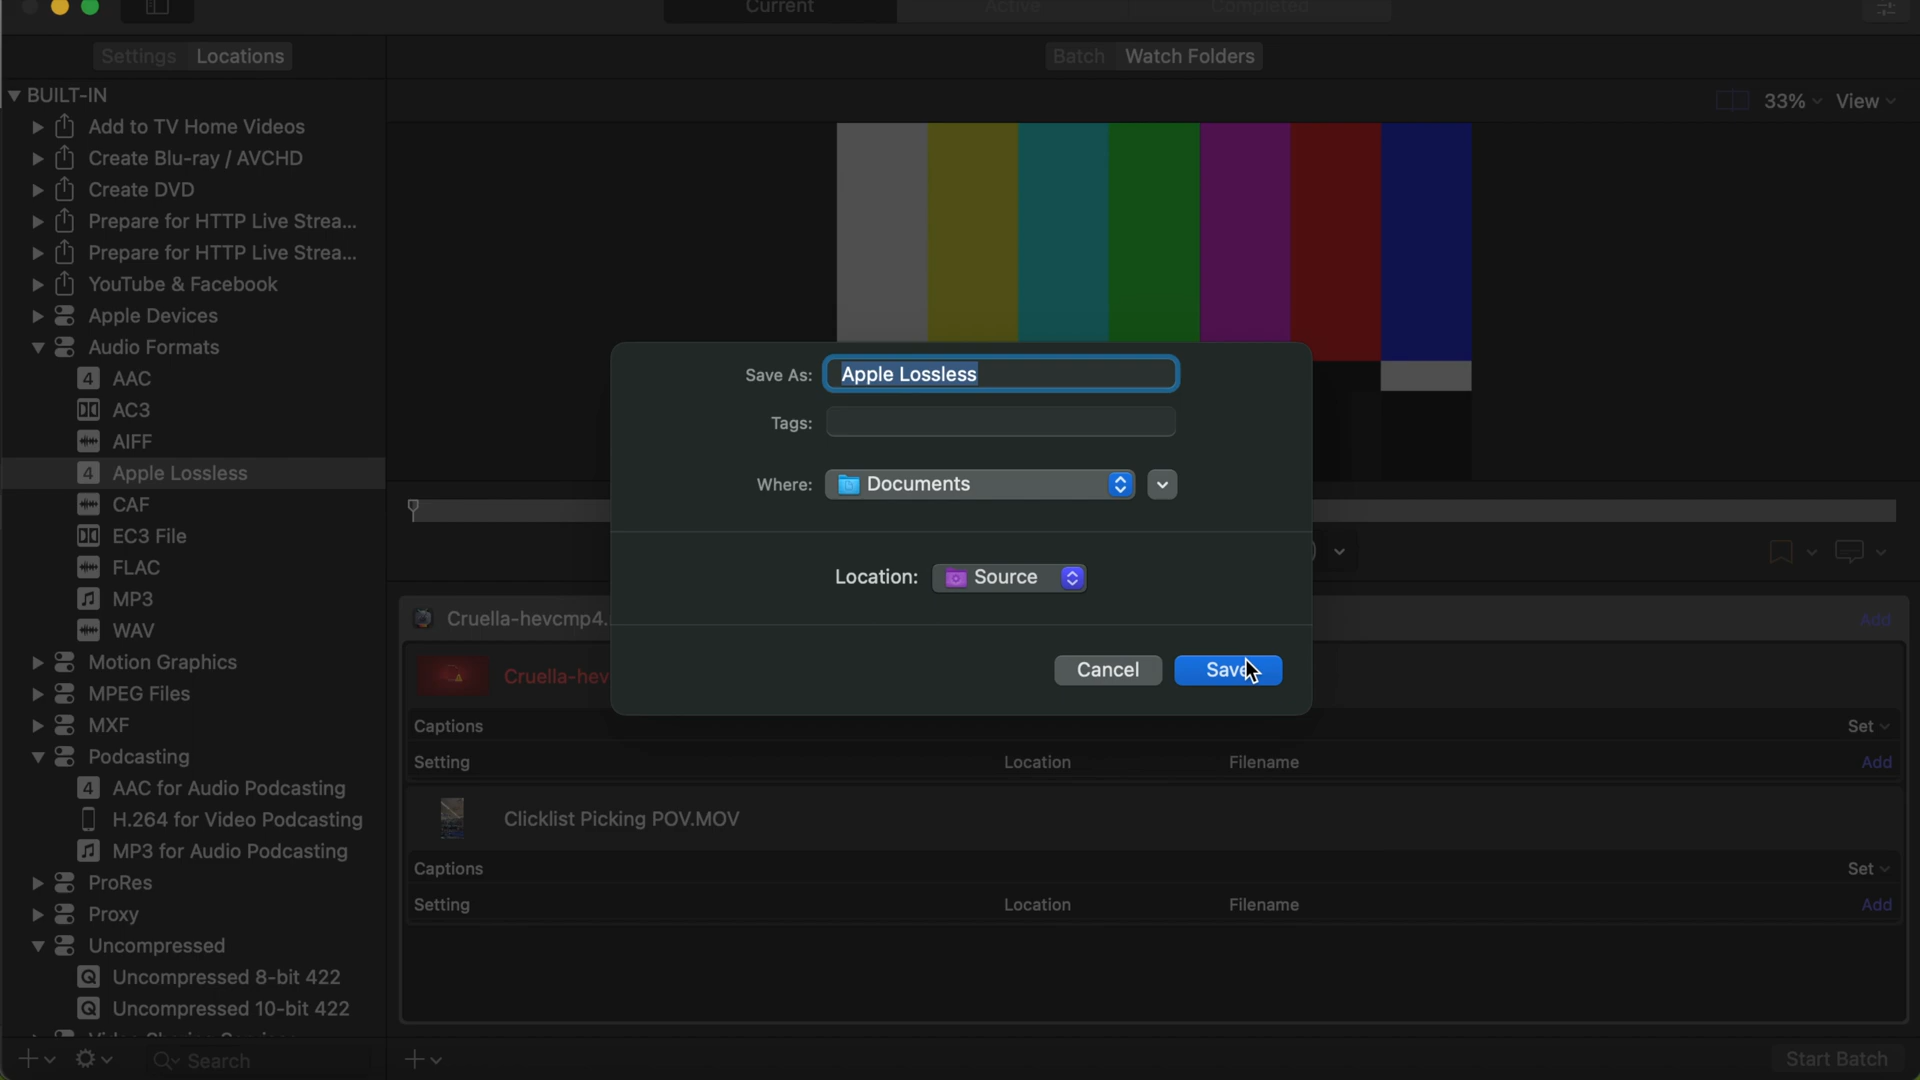 Current
Active
Completed
Settings
Locations
Batch
Watch Folders
33%
View
BUILT-IN
Add to TV Home Videos
Create Blu-ray / AVCHD
Create DVD
Prepare for HTTP Live Strea...
Prepare for HTTP Live Strea...
YouTube & Facebook
Apple Devices
Audio Formats
AAC
AC3
AIFF
Apple Lossless
CAF
EC3 File
FLAC
MP3
WAV
Motion Graphics
MPEG Files
MXF
Podcasting
AAC for Audio Podcasting
H.264 for Video Podcasting
MP3 for Audio Podcasting
ProRes
Proxy
Uncompressed
Uncompressed 8-bit 422
Uncompressed 10-bit 422
Search
Save As: Apple Lossless
Tags:
Where: Documents
Location: Source
Cancel
Save
Cruella-hevcmp4.
Add
Cruella-hev
Captions
Set
Setting
Location
Filename
Add
Clicklist Picking POV.MOV
Captions
Set
Setting
Location
Filename
Add
Start Batch